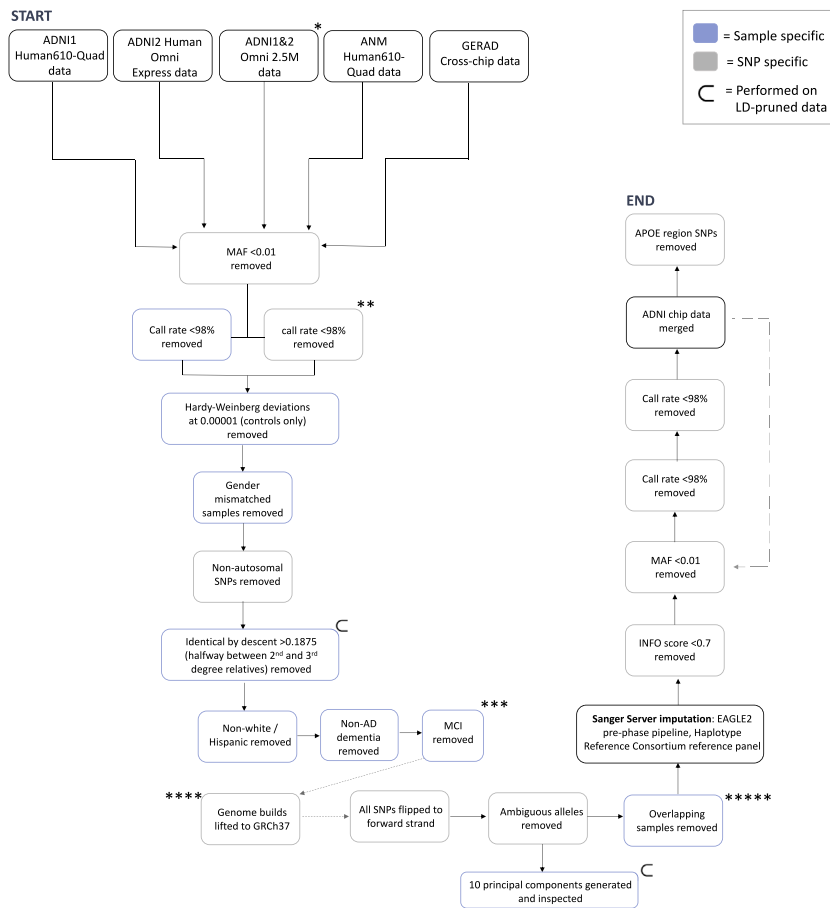 START
ADNI1
Human610-Quad
data
ADNI2 Human
Omni
Express data
*
ADNI1&2
Omni 2.5M
data
ANM
Human610-
Quad data
GERAD
Cross-chip data
= Sample specific
= SNP specific
= Performed on
LD-pruned data
MAF <0.01
removed
Call rate <98%
removed
**
call rate <98%
removed
Hardy-Weinberg deviations
at 0.00001 (controls only)
removed
Gender
mismatched
samples removed
Non-autosomal
SNPs removed
Identical by descent >0.1875
(halfway between 2nd and 3rd
degree relatives) removed
Non-white /
Hispanic removed
Non-AD
dementia
removed
***
MCI
removed
****
Genome builds
lifted to GRCh37
All SNPs flipped to
forward strand
Ambiguous alleles
removed
*****
Overlapping
samples removed
10 principal components generated
and inspected
Sanger Server imputation: EAGLE2
pre-phase pipeline, Haplotype
Reference Consortium reference panel
INFO score <0.7
removed
MAF <0.01
removed
Call rate <98%
removed
Call rate <98%
removed
ADNI chip data
merged
APOE region SNPs
removed
END